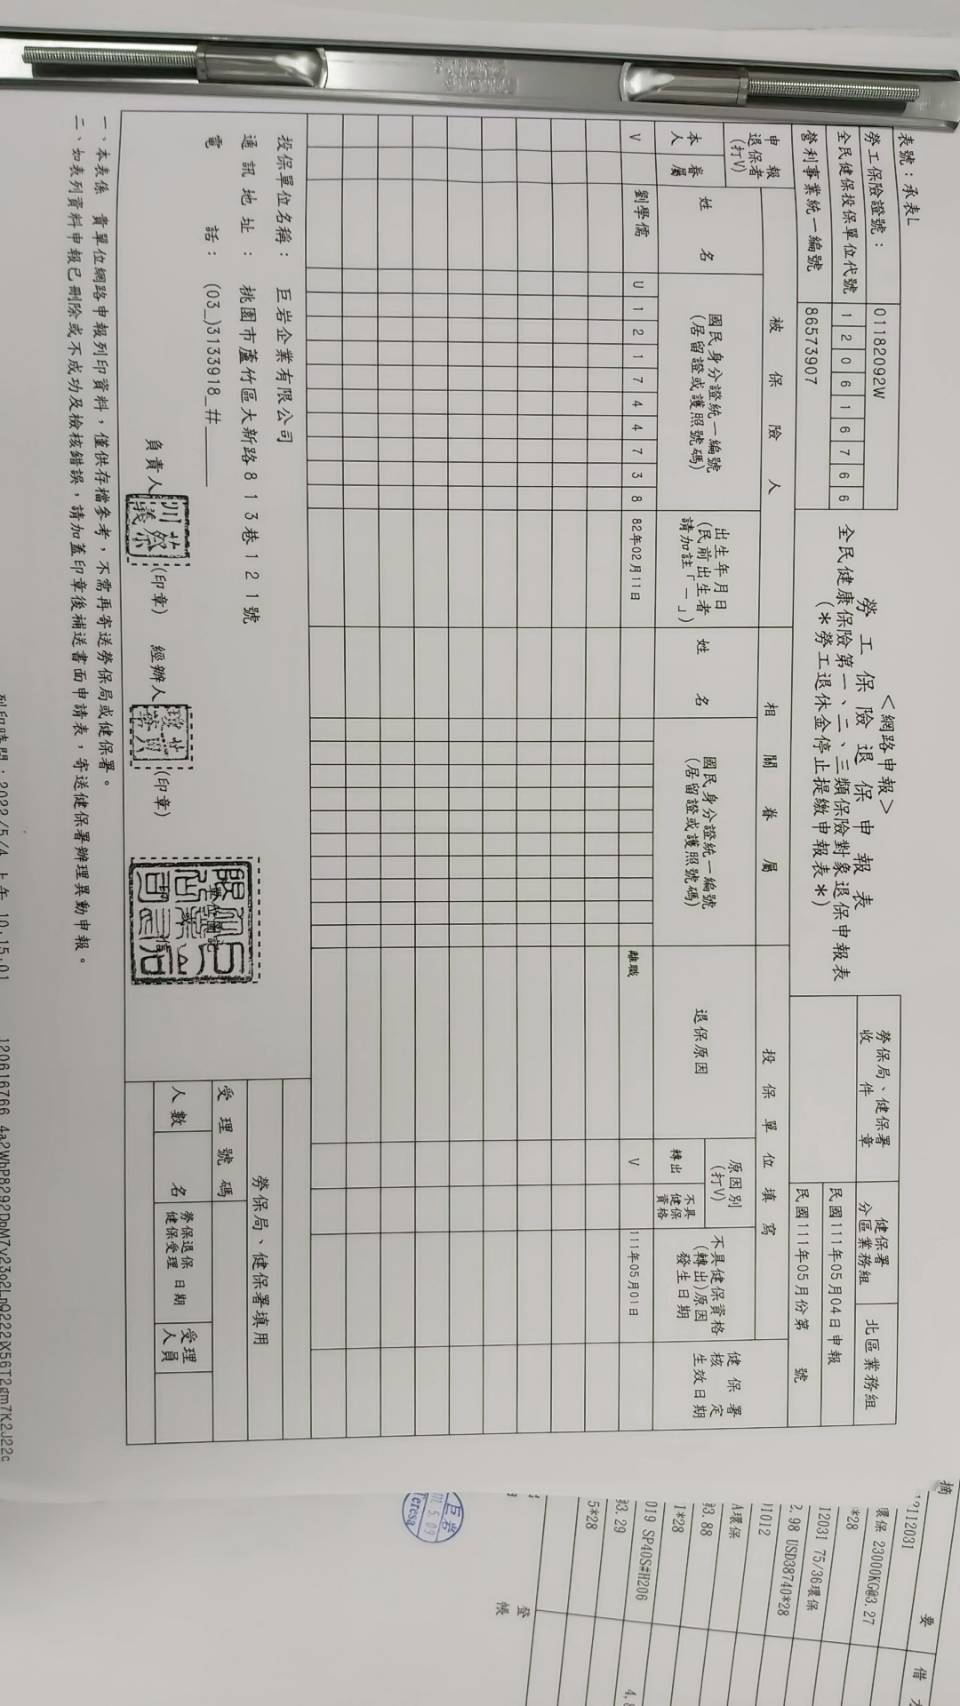 表號：承表L
勞工保險證號： 01182092W
全民健保投保單位代號 1 2 0 6 1 6 7 6 6
營利事業統一編號 86573907
＜網路申報＞
勞工保險退保申報表
全民健康保險第一、二、三類保險對象退保申報表
(＊勞工退休金停止提繳申報表＊)
勞保局、健保署
收件章
健保署
分區業務組
北區業務組
民國111年05月04日申報
民國111年05月份第 號
申報
退保者
(打V)
被保險人
相關眷屬
投保單位填寫
健保署
核定
生效日期
本人
眷屬
姓名
國民身分證統一編號
(居留證或護照號碼)
出生年月日
(民前出生者
請加註「－」)
姓名
國民身分證統一編號
(居留證或護照號碼)
退保原因
原因別
(打V)
轉出
不具
健保
資格
不具健保資格
(轉出)原因
發生日期
V 劉學儒 U 1 2 1 7 4 4 7 3 8 82年02月11日 離職 V 111年05月01日
投保單位名稱： 巨岩企業有限公司
通訊地址： 桃園市蘆竹區大新路８１３巷１２１號
電話： (03_)3133918_#______
負責人 蔡川義 (印章) 經辦人 (印章)
單位圖記
或
印信
勞保局、健保署填用
受理號碼
人數 名
勞保退保
健保受理 日期
受理
人員
一、本表係 貴單位網路申報列印資料，僅供存檔參考，不需再寄送勞保局或健保署。
二、如表列資料申報已刪除或不成功及檢核錯誤，請加蓋印章後補送書面申請表，寄送健保署辦理異動申報。
列印時間：2022/5/4 上午 10:15:01
摘要 借
12112031
環保 23000KG@3.27
*28
12031 75/36環保
2.98 USD38740*28
1012
A環保
@3.88
1*28
019 SP40S#H206
4,8
@3.29
5*28
登
帳
巨岩
111. 5. 09
Teresa